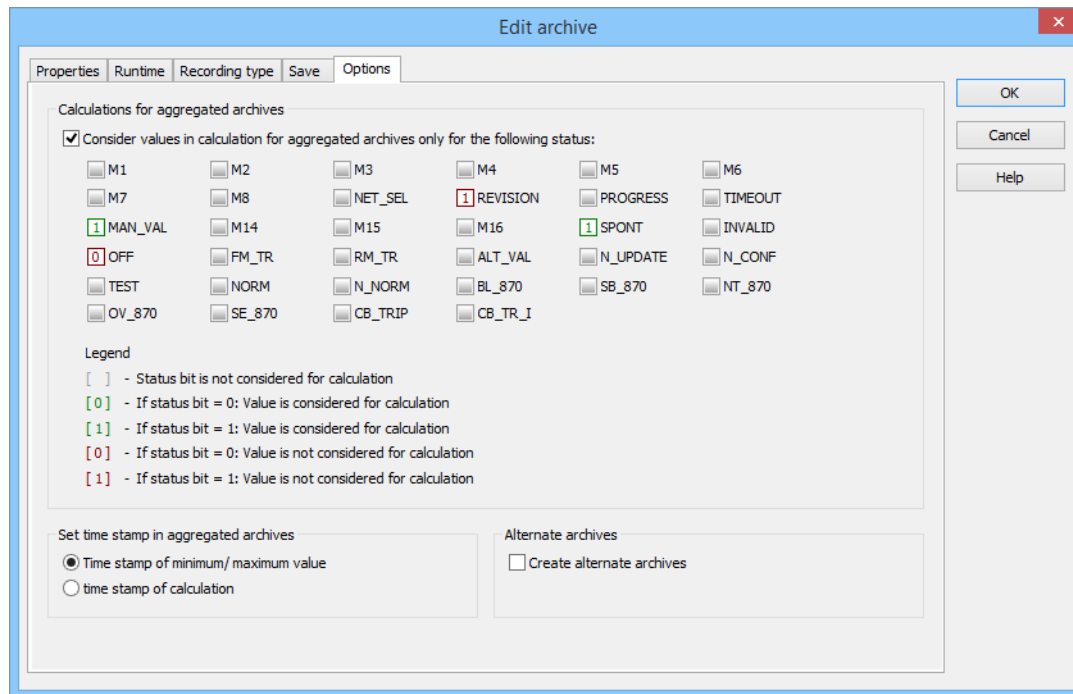 Edit archive
Properties Runtime Recording type Save Options
OK
Cancel
Help
Calculations for aggregated archives
Consider values in calculation for aggregated archives only for the following status:
M1 M2 M3 M4 M5 M6
M7 M8 NET_SEL 1 REVISION PROGRESS TIMEOUT
1 MAN_VAL M14 M15 M16 1 SPONT INVALID
0 OFF FM_TR RM_TR ALT_VAL N_UPDATE N_CONF
TEST NORM N_NORM BL_870 SB_870 NT_870
OV_870 SE_870 CB_TRIP CB_TR_I
Legend
[ ] - Status bit is not considered for calculation
[0] - If status bit = 0: Value is considered for calculation
[1] - If status bit = 1: Value is considered for calculation
[0] - If status bit = 0: Value is not considered for calculation
[1] - If status bit = 1: Value is not considered for calculation
Set time stamp in aggregated archives
Time stamp of minimum/ maximum value
time stamp of calculation
Alternate archives
Create alternate archives